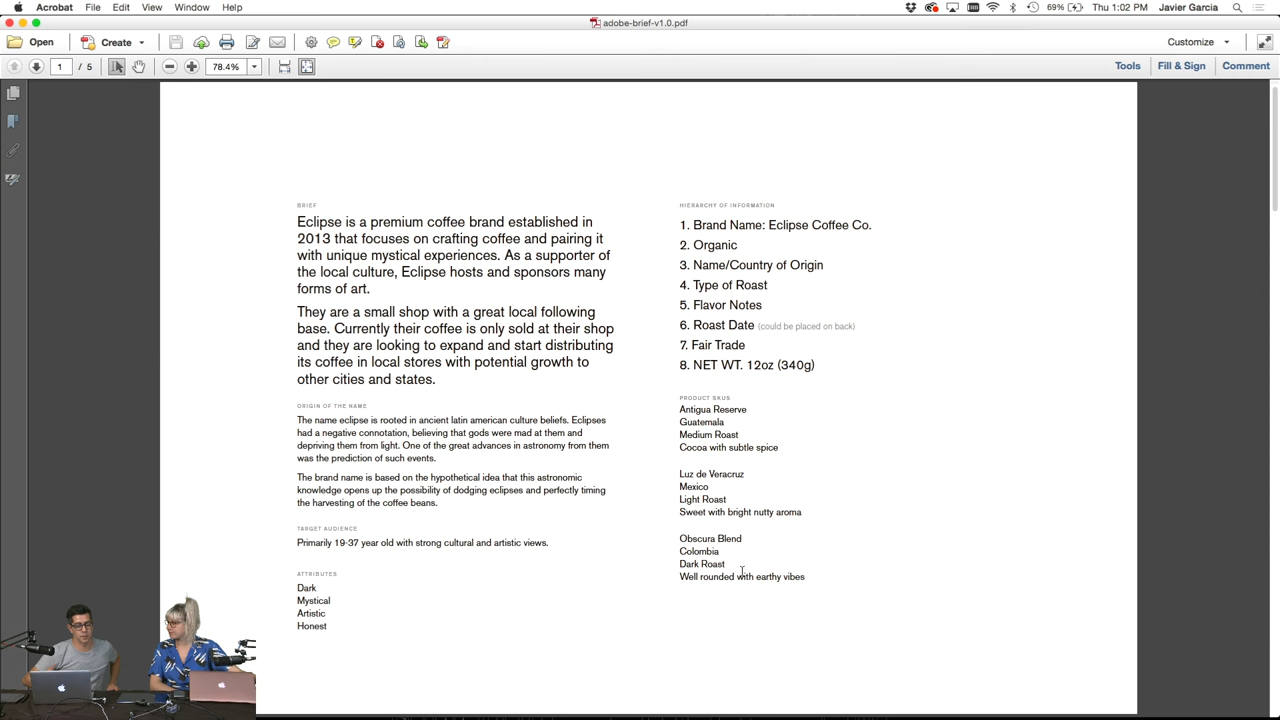 Acrobat File Edit View Window Help
69% Thu 1:02 PM Javier Garcia
adobe-brief-v1.0.pdf
Open Create Customize
1 / 5 78.4% Tools Fill & Sign Comment
BRIEF
Eclipse is a premium coffee brand established in
2013 that focuses on crafting coffee and pairing it
with unique mystical experiences. As a supporter of
the local culture, Eclipse hosts and sponsors many
forms of art.
They are a small shop with a great local following
base. Currently their coffee is only sold at their shop
and they are looking to expand and start distributing
its coffee in local stores with potential growth to
other cities and states.
ORIGIN OF THE NAME
The name eclipse is rooted in ancient latin american culture beliefs. Eclipses
had a negative connotation, believing that gods were mad at them and
depriving them from light. One of the great advances in astronomy from them
was the prediction of such events.
The brand name is based on the hypothetical idea that this astronomic
knowledge opens up the possibility of dodging eclipses and perfectly timing
the harvesting of the coffee beans.
TARGET AUDIENCE
Primarily 19-37 year old with strong cultural and artistic views.
ATTRIBUTES
Dark
Mystical
Artistic
Honest
HIERARCHY OF INFORMATION
1. Brand Name: Eclipse Coffee Co.
2. Organic
3. Name/Country of Origin
4. Type of Roast
5. Flavor Notes
6. Roast Date (could be placed on back)
7. Fair Trade
8. NET WT. 12oz (340g)
PRODUCT SKUS
Antigua Reserve
Guatemala
Medium Roast
Cocoa with subtle spice
Luz de Veracruz
Mexico
Light Roast
Sweet with bright nutty aroma
Obscura Blend
Colombia
Dark Roast
Well rounded with earthy vibes